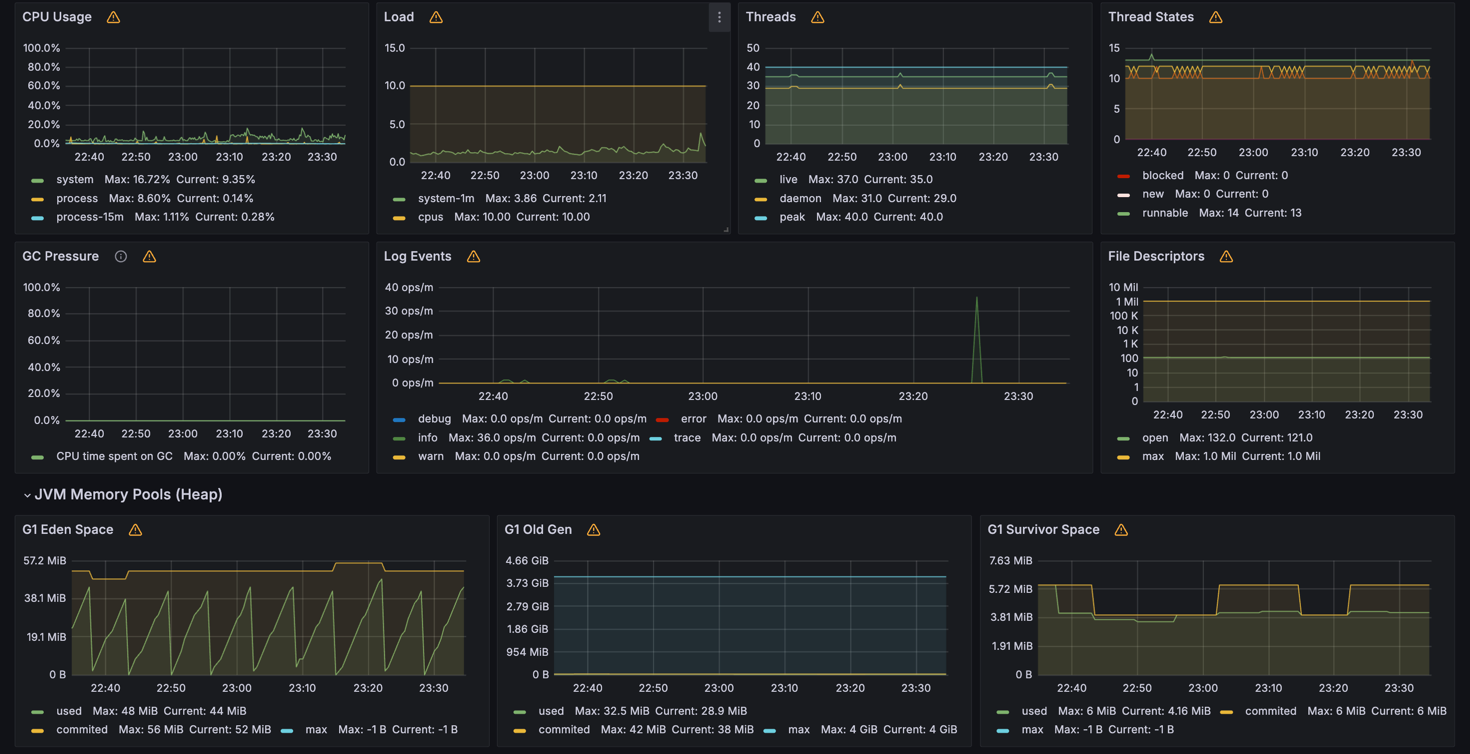 CPU Usage
100.0%
80.0%
60.0%
40.0%
20.0%
0.0%
22:40 22:50 23:00 23:10 23:20 23:30
system Max: 16.72% Current: 9.35%
process Max: 8.60% Current: 0.14%
process-15m Max: 1.11% Current: 0.28%
Load
15.0
10.0
5.0
0.0
22:40 22:50 23:00 23:10 23:20 23:30
system-1m Max: 3.86 Current: 2.11
cpus Max: 10.00 Current: 10.00
Threads
50
40
30
20
10
0
22:40 22:50 23:00 23:10 23:20 23:30
live Max: 37.0 Current: 35.0
daemon Max: 31.0 Current: 29.0
peak Max: 40.0 Current: 40.0
Thread States
15
10
5
0
22:40 22:50 23:00 23:10 23:20 23:30
blocked Max: 0 Current: 0
new Max: 0 Current: 0
runnable Max: 14 Current: 13
GC Pressure
100.0%
80.0%
60.0%
40.0%
20.0%
0.0%
22:40 22:50 23:00 23:10 23:20 23:30
CPU time spent on GC Max: 0.00% Current: 0.00%
Log Events
40 ops/m
30 ops/m
20 ops/m
10 ops/m
0 ops/m
22:40 22:50 23:00 23:10 23:20 23:30
debug Max: 0.0 ops/m Current: 0.0 ops/m error Max: 0.0 ops/m Current: 0.0 ops/m
info Max: 36.0 ops/m Current: 0.0 ops/m trace Max: 0.0 ops/m Current: 0.0 ops/m
warn Max: 0.0 ops/m Current: 0.0 ops/m
File Descriptors
10 Mil
1 Mil
100 K
10 K
1 K
100
10
1
0
22:40 22:50 23:00 23:10 23:20 23:30
open Max: 132.0 Current: 121.0
max Max: 1.0 Mil Current: 1.0 Mil
JVM Memory Pools (Heap)
G1 Eden Space
57.2 MiB
38.1 MiB
19.1 MiB
0 B
22:40 22:50 23:00 23:10 23:20 23:30
used Max: 48 MiB Current: 44 MiB
commited Max: 56 MiB Current: 52 MiB max Max: -1 B Current: -1 B
G1 Old Gen
4.66 GiB
3.73 GiB
2.79 GiB
1.86 GiB
954 MiB
0 B
22:40 22:50 23:00 23:10 23:20 23:30
used Max: 32.5 MiB Current: 28.9 MiB
commited Max: 42 MiB Current: 38 MiB max Max: 4 GiB Current: 4 GiB
G1 Survivor Space
7.63 MiB
5.72 MiB
3.81 MiB
1.91 MiB
0 B
22:40 22:50 23:00 23:10 23:20 23:30
used Max: 6 MiB Current: 4.16 MiB commited Max: 6 MiB Current: 6 MiB
max Max: -1 B Current: -1 B